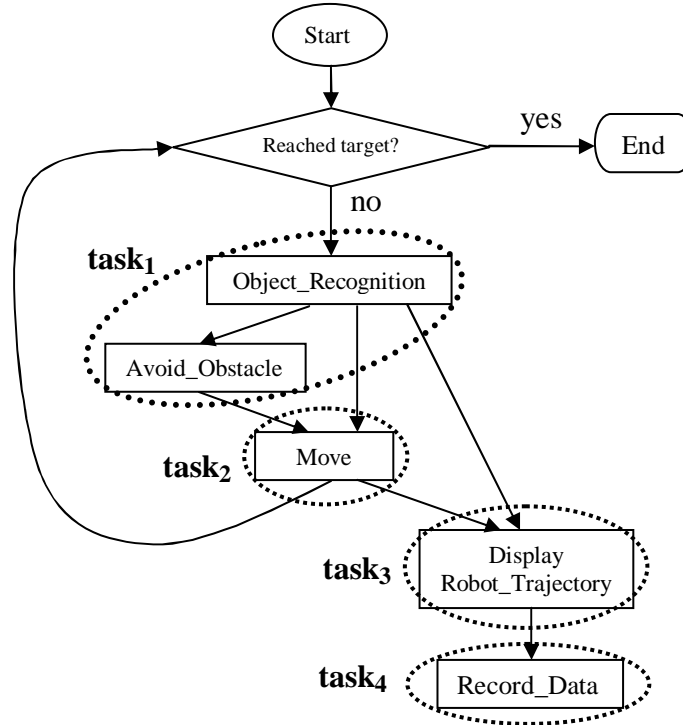 Start
Reached target?
yes
End
no
task1
Object_Recognition
Avoid_Obstacle
Move
task2
Display
Robot_Trajectory
task3
Record_Data
task4